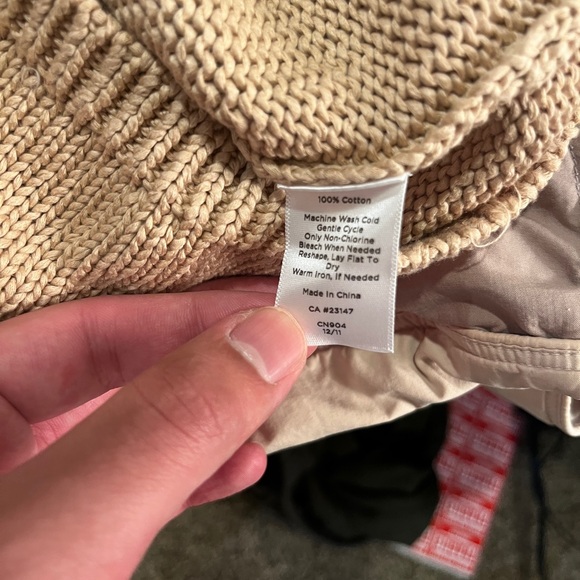 100% Cotton
Machine Wash Cold
Gentle Cycle
Only Non-Chlorine
Bleach When Needed
Reshape, Lay Flat To
Dry
Warm Iron, If Needed
Made in China
CA #23147
CN904
12/11